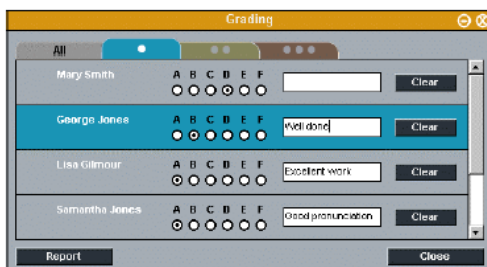 Grading
All
Mary Smith A B C D E F Clear
George Jones A B C D E F Well done Clear
Lisa Gilmour A B C D E F Excellent work Clear
Samantha Jones A B C D E F Good pronunciation Clear
Report Close